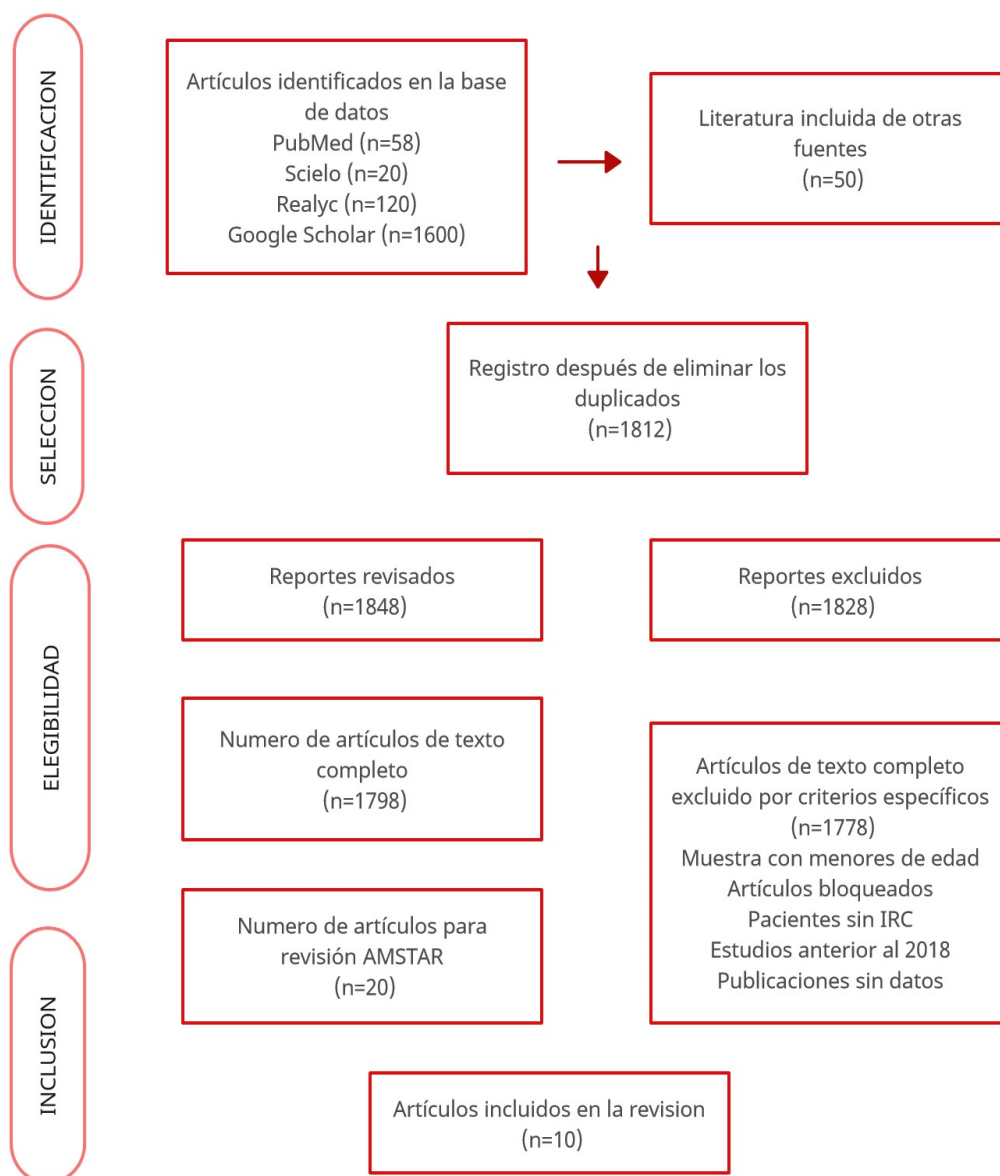 IDENTIFICACION
Artículos identificados en la base
de datos
PubMed (n=58)
Scielo (n=20)
Realyc (n=120)
Google Scholar (n=1600)
Literatura incluida de otras
fuentes
(n=50)
SELECCION
Registro después de eliminar los
duplicados
(n=1812)
ELEGIBILIDAD
Reportes revisados
(n=1848)
Reportes excluidos
(n=1828)
Numero de artículos de texto
completo
(n=1798)
Artículos de texto completo
excluido por criterios específicos
(n=1778)
Muestra con menores de edad
Artículos bloqueados
Pacientes sin IRC
Estudios anterior al 2018
Publicaciones sin datos
Numero de artículos para
revisión AMSTAR
(n=20)
INCLUSION
Artículos incluidos en la revision
(n=10)